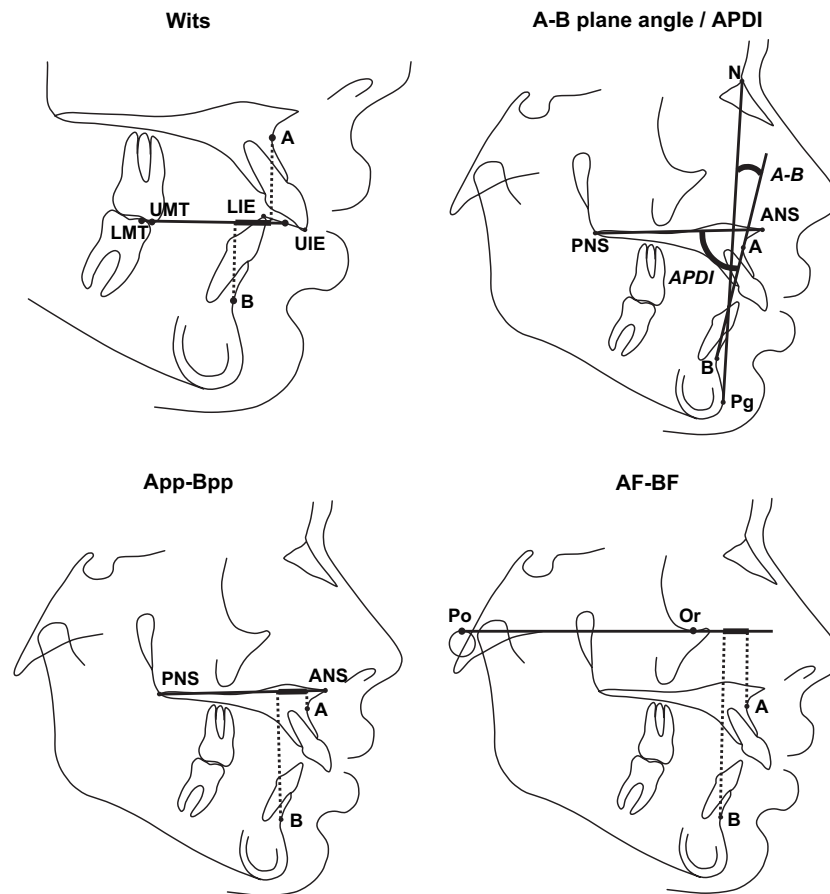 Wits
A
UMT
LIE
LMT
UIE
B
A-B plane angle / APDI
N
A-B
ANS
PNS
A
APDI
B
Pg
App-Bpp
PNS
ANS
A
B
AF-BF
Po
Or
A
B